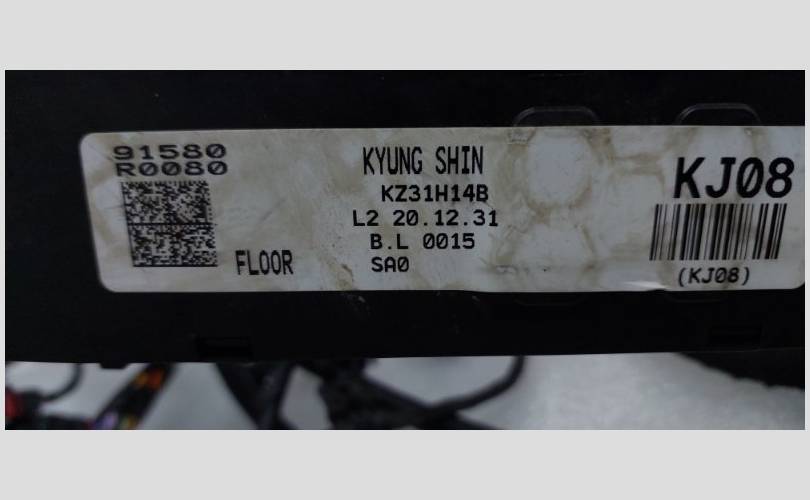 91580
R0080
FLOOR
KYUNG SHIN
KZ31H14B
L2 20.12.31
B.L 0015
SA0
KJ08
(KJ08)